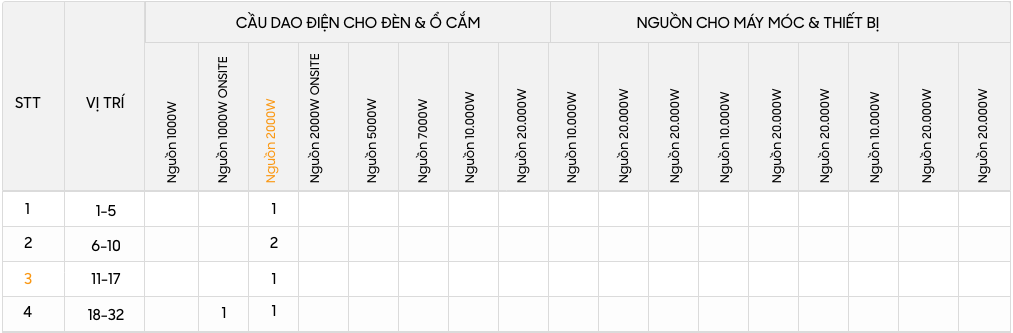 CẦU DAO ĐIỆN CHO ĐÈN & Ổ CẮM
NGUỒN CHO MÁY MÓC & THIẾT BỊ
STT
VỊ TRÍ
Nguồn 1000W
Nguồn 1000W ONSITE
Nguồn 2000W
Nguồn 2000W ONSITE
Nguồn 5000W
Nguồn 7000W
Nguồn 10.000W
Nguồn 20.000W
Nguồn 10.000W
Nguồn 20.000W
Nguồn 20.000W
Nguồn 10.000W
Nguồn 20.000W
Nguồn 20.000W
Nguồn 10.000W
Nguồn 20.000W
Nguồn 20.000W
1 1-5 1
2 6-10 2
3 11-17 1
4 18-32 1 1